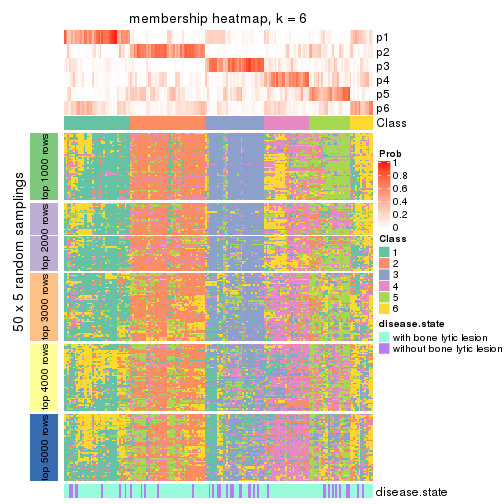 membership heatmap, k = 6
p1
p2
p3
p4
p5
p6
Class
50 x 5 random samplings
top 1000 rows
top 2000 rows
top 3000 rows
top 4000 rows
top 5000 rows
disease.state
Prob
1
0.8
0.6
0.4
0.2
0
Class
1
2
3
4
5
6
disease.state
with bone lytic lesion
without bone lytic lesion